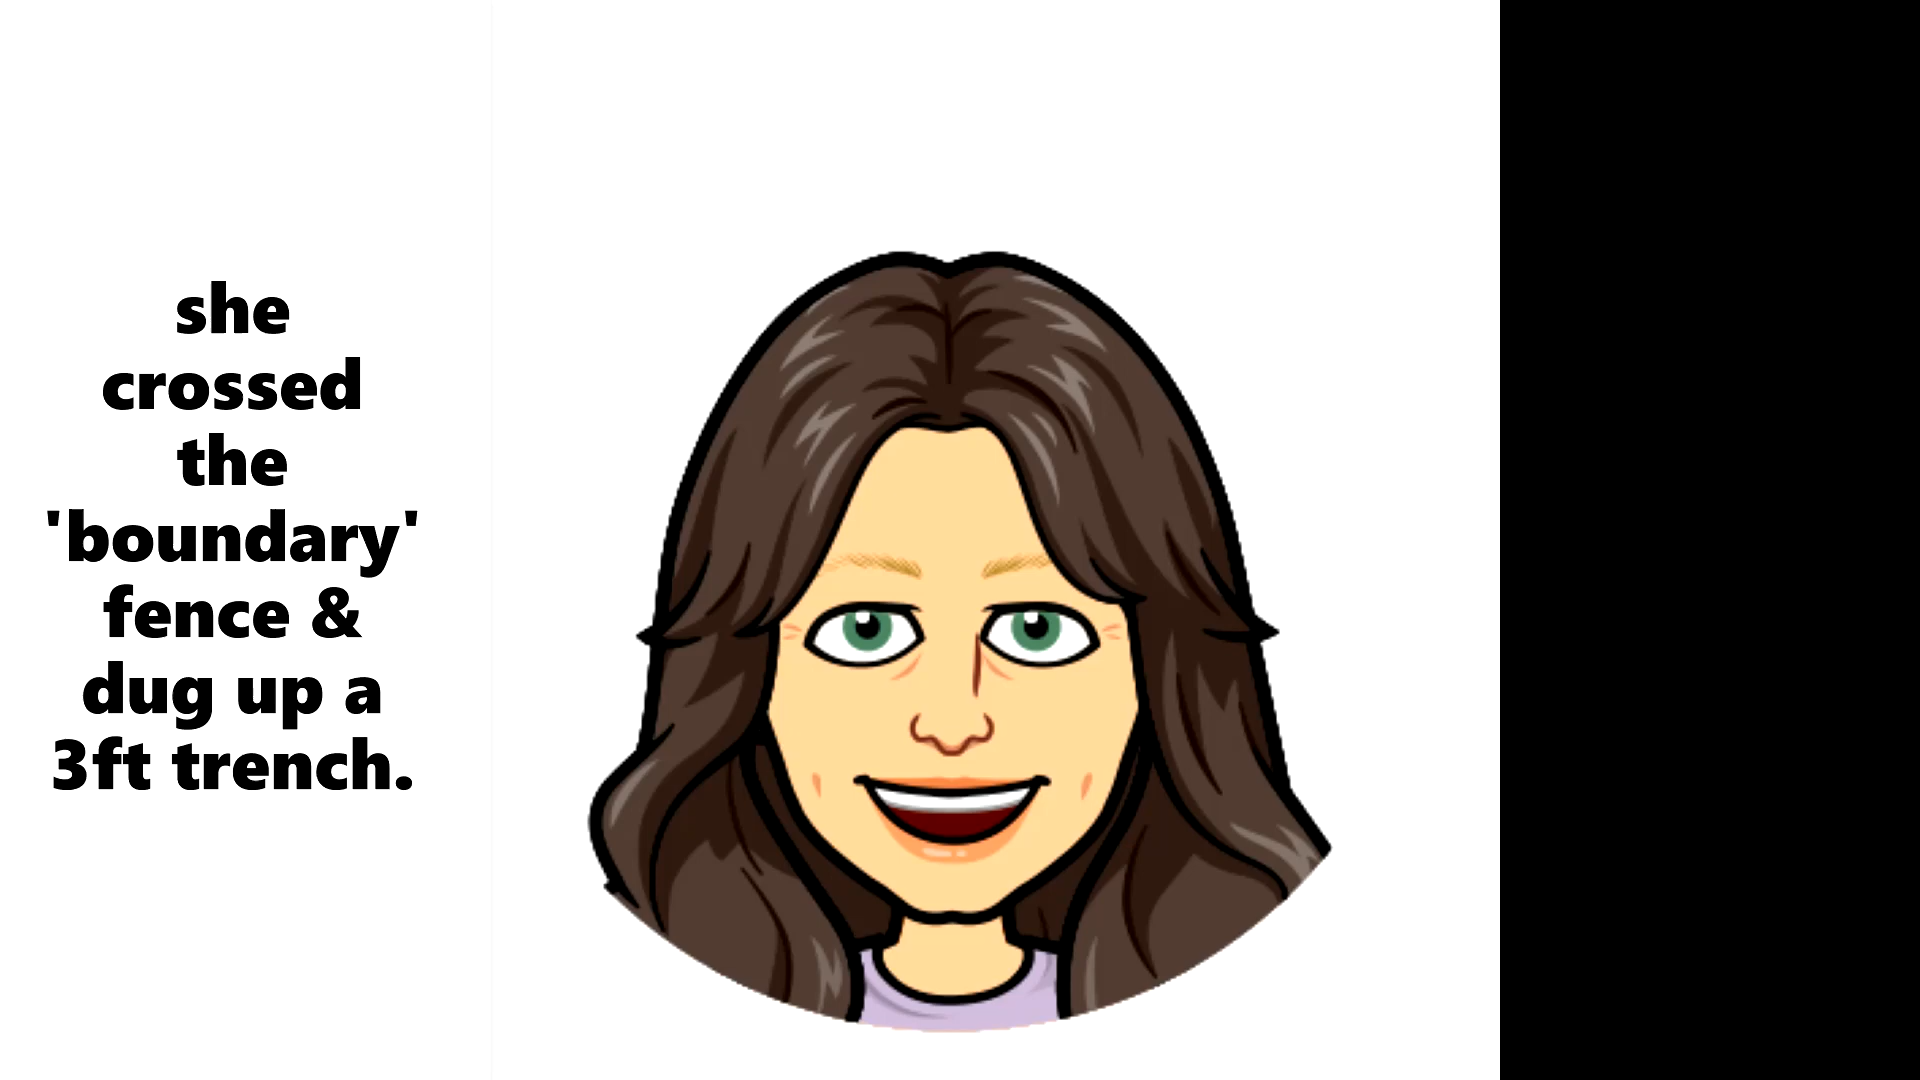 she
crossed
the
'boundary'
fence &
dug up a
3ft trench.